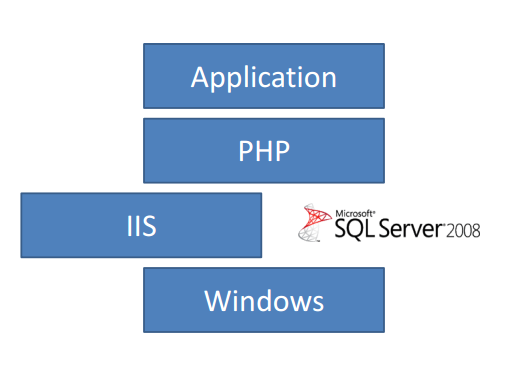 Application
PHP
IIS
Microsoft®
SQL Server 2008
Windows